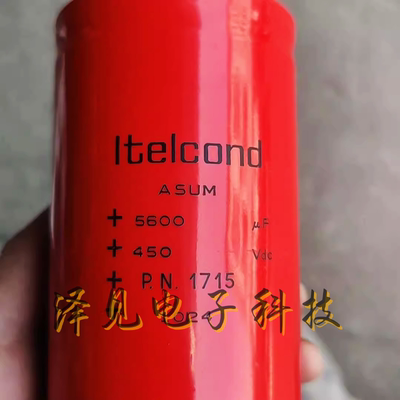 Itelcond
ASUM
+ 5600 µF
+ 450 Vdc
+ P.N. 1715
泽见电子科技